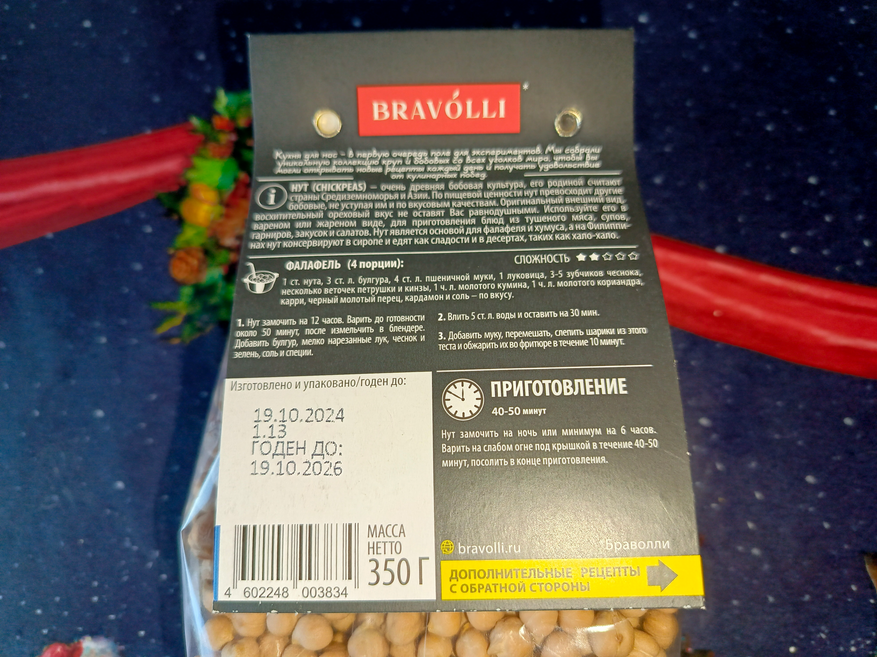 BRAVÓLLI
Кухня для нас – в первую очередь поле для экспериментов. Мы собрали
уникальную коллекцию круп и бобовых со всех уголков мира, чтобы Вы
могли открывать новые рецепты каждый день и получать удовольствие
от кулинарных побед.
НУТ (CHICKPEAS) – очень древняя бобовая культура, его родиной считают
страны Средиземноморья и Азии. По пищевой ценности нут превосходит другие
бобовые, не уступая им и по вкусовым качествам. Оригинальный внешний вид,
восхитительный ореховый вкус не оставят Вас равнодушными. Используйте его в
вареном или жареном виде, для приготовления блюд из тушеного мяса, супов,
гарниров, закусок и салатов. Нут является основой для фалафеля и хумуса, а на Филиппи-
нах нут консервируют в сиропе и едят как сладости и в десертах, таких как хало-хало.
ФАЛАФЕЛЬ (4 порции):
СЛОЖНОСТЬ ★★☆☆☆
1 ст. нута, 3 ст. л. булгура, 4 ст. л. пшеничной муки, 1 луковица, 3-5 зубчиков чеснока,
несколько веточек петрушки и кинзы, 1 ч. л. молотого кумина, 1 ч. л. молотого кориандра,
карри, черный молотый перец, кардамон и соль – по вкусу.
1. Нут замочить на 12 часов. Варить до готовности
около 50 минут, после измельчить в блендере.
Добавить булгур, мелко нарезанные лук, чеснок и
зелень, соль и специи.
2. Влить 5 ст. л. воды и оставить на 30 мин.
3. Добавить муку, перемешать, слепить шарики из этого
теста и обжарить их во фритюре в течение 10 минут.
Изготовлено и упаковано/годен до:
19.10.2024
1.13
ГОДЕН ДО:
19.10.2026
МАССА
НЕТТО
350 Г
4 602248 003834
ПРИГОТОВЛЕНИЕ
40-50 минут
Нут замочить на ночь или минимум на 6 часов.
Варить на слабом огне под крышкой в течение 40-50
минут, посолить в конце приготовления.
bravolli.ru
*Браволли
ДОПОЛНИТЕЛЬНЫЕ РЕЦЕПТЫ
С ОБРАТНОЙ СТОРОНЫ